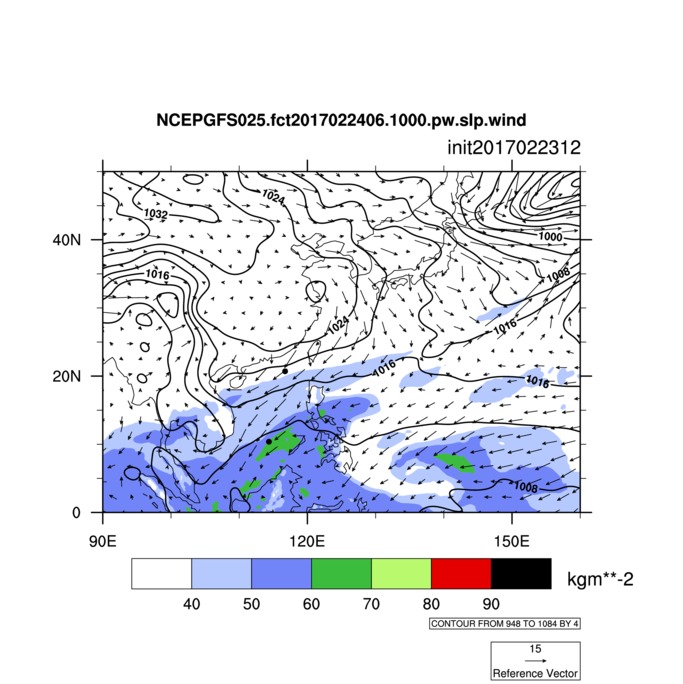 NCEPGFS025.fct2017022406.1000.pw.slp.wind
init2017022312
1024
1032
40N
1000
1016
1008
1024
1016
1016
20N
1016
1008
0
90E 120E 150E
kgm**-2
40 50 60 70 80 90
CONTOUR FROM 948 TO 1084 BY 4
15
Reference Vector